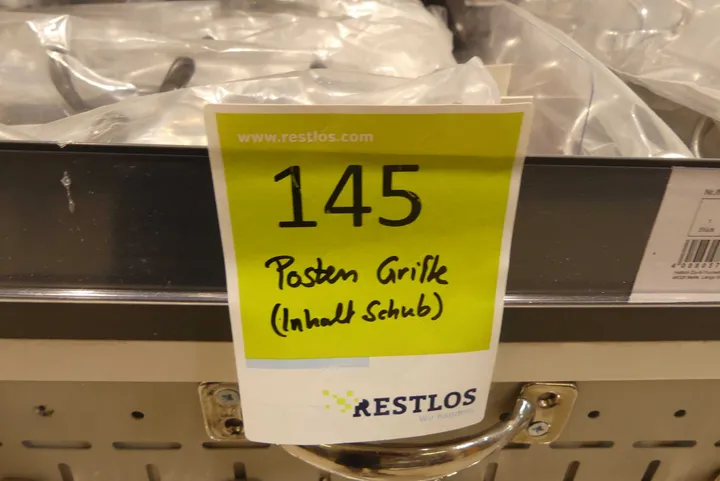 www.restlos.com
145
Posten Griffe
(Inhalt Schub)
RESTLOS